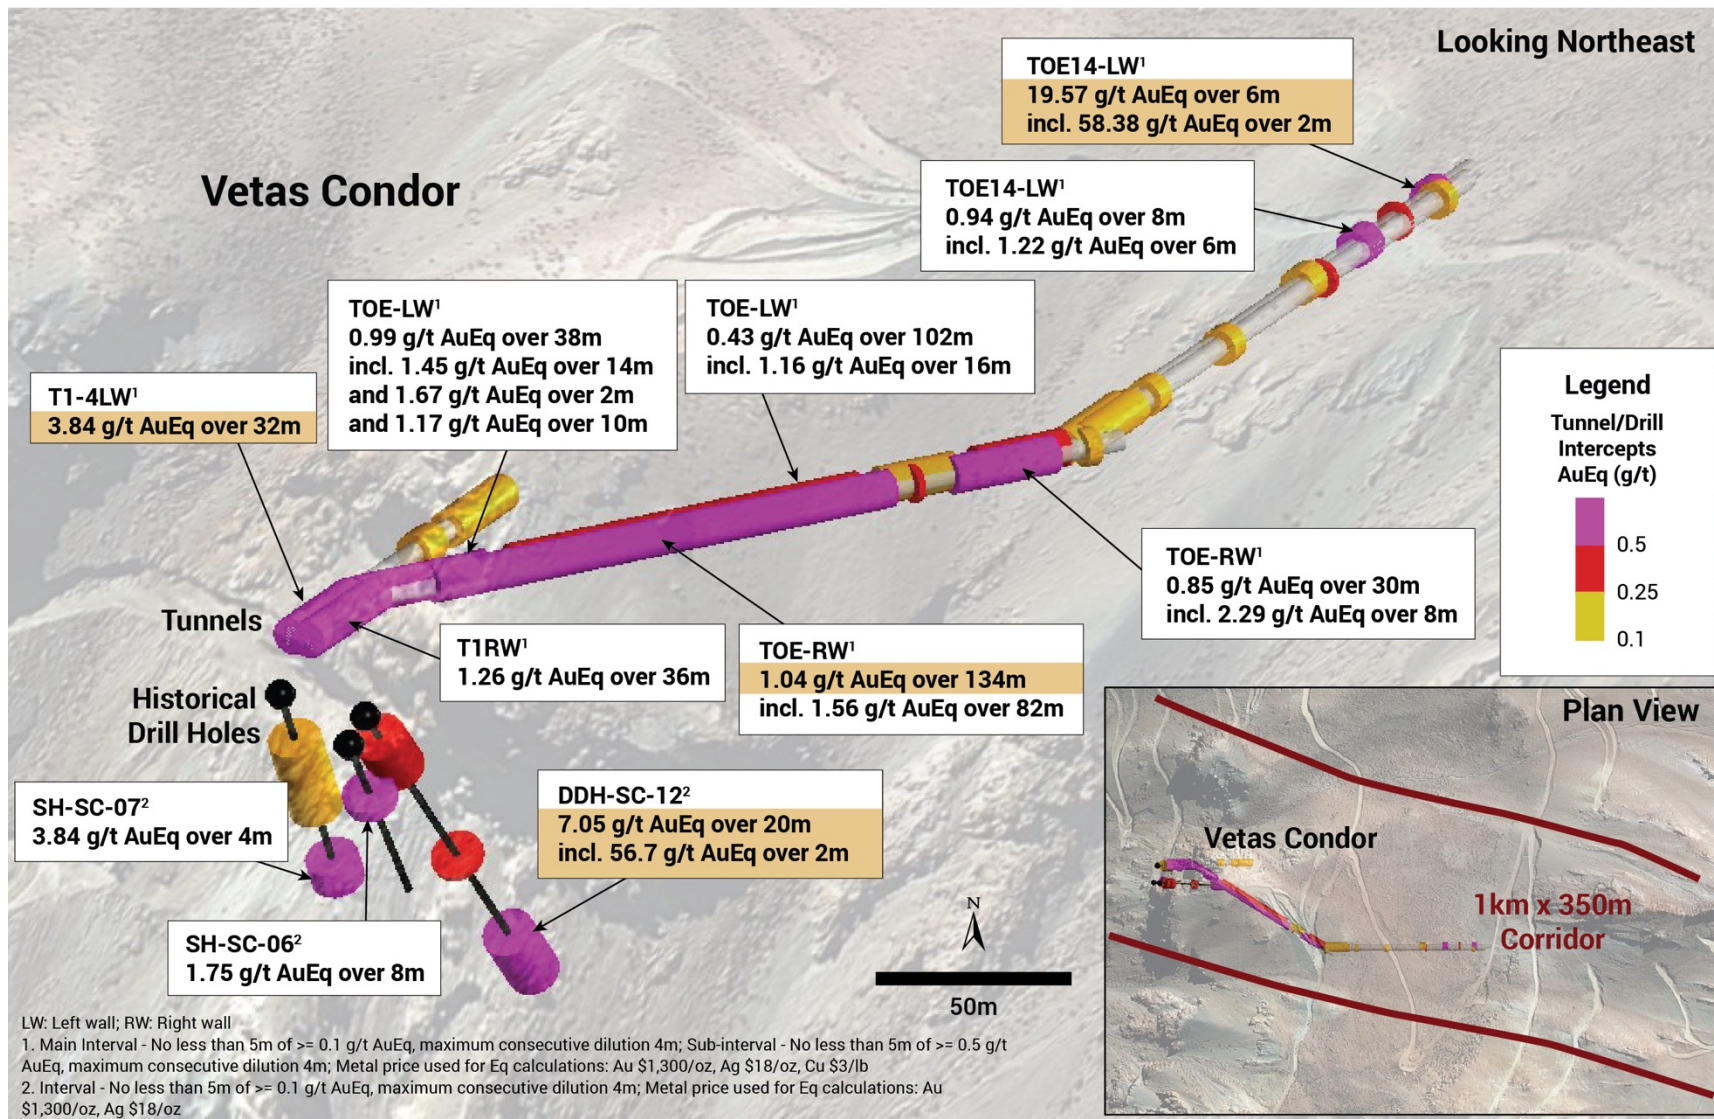 Looking Northeast
TOE14-LW¹
19.57 g/t AuEq over 6m
incl. 58.38 g/t AuEq over 2m
Vetas Condor
TOE14-LW¹
0.94 g/t AuEq over 8m
incl. 1.22 g/t AuEq over 6m
TOE-LW¹
0.99 g/t AuEq over 38m
incl. 1.45 g/t AuEq over 14m
and 1.67 g/t AuEq over 2m
and 1.17 g/t AuEq over 10m
TOE-LW¹
0.43 g/t AuEq over 102m
incl. 1.16 g/t AuEq over 16m
T1-4LW¹
3.84 g/t AuEq over 32m
Legend
Tunnel/Drill
Intercepts
AuEq (g/t)
0.5
0.25
0.1
Tunnels
T1RW¹
1.26 g/t AuEq over 36m
TOE-RW¹
1.04 g/t AuEq over 134m
incl. 1.56 g/t AuEq over 82m
TOE-RW¹
0.85 g/t AuEq over 30m
incl. 2.29 g/t AuEq over 8m
Historical
Drill Holes
SH-SC-07²
3.84 g/t AuEq over 4m
DDH-SC-12²
7.05 g/t AuEq over 20m
incl. 56.7 g/t AuEq over 2m
SH-SC-06²
1.75 g/t AuEq over 8m
N
50m
Plan View
Vetas Condor
1km x 350m
Corridor
LW: Left wall; RW: Right wall
1. Main Interval - No less than 5m of >= 0.1 g/t AuEq, maximum consecutive dilution 4m; Sub-interval - No less than 5m of >= 0.5 g/t
AuEq, maximum consecutive dilution 4m; Metal price used for Eq calculations: Au $1,300/oz, Ag $18/oz, Cu $3/lb
2. Interval - No less than 5m of >= 0.1 g/t AuEq, maximum consecutive dilution 4m; Metal price used for Eq calculations: Au
$1,300/oz, Ag $18/oz